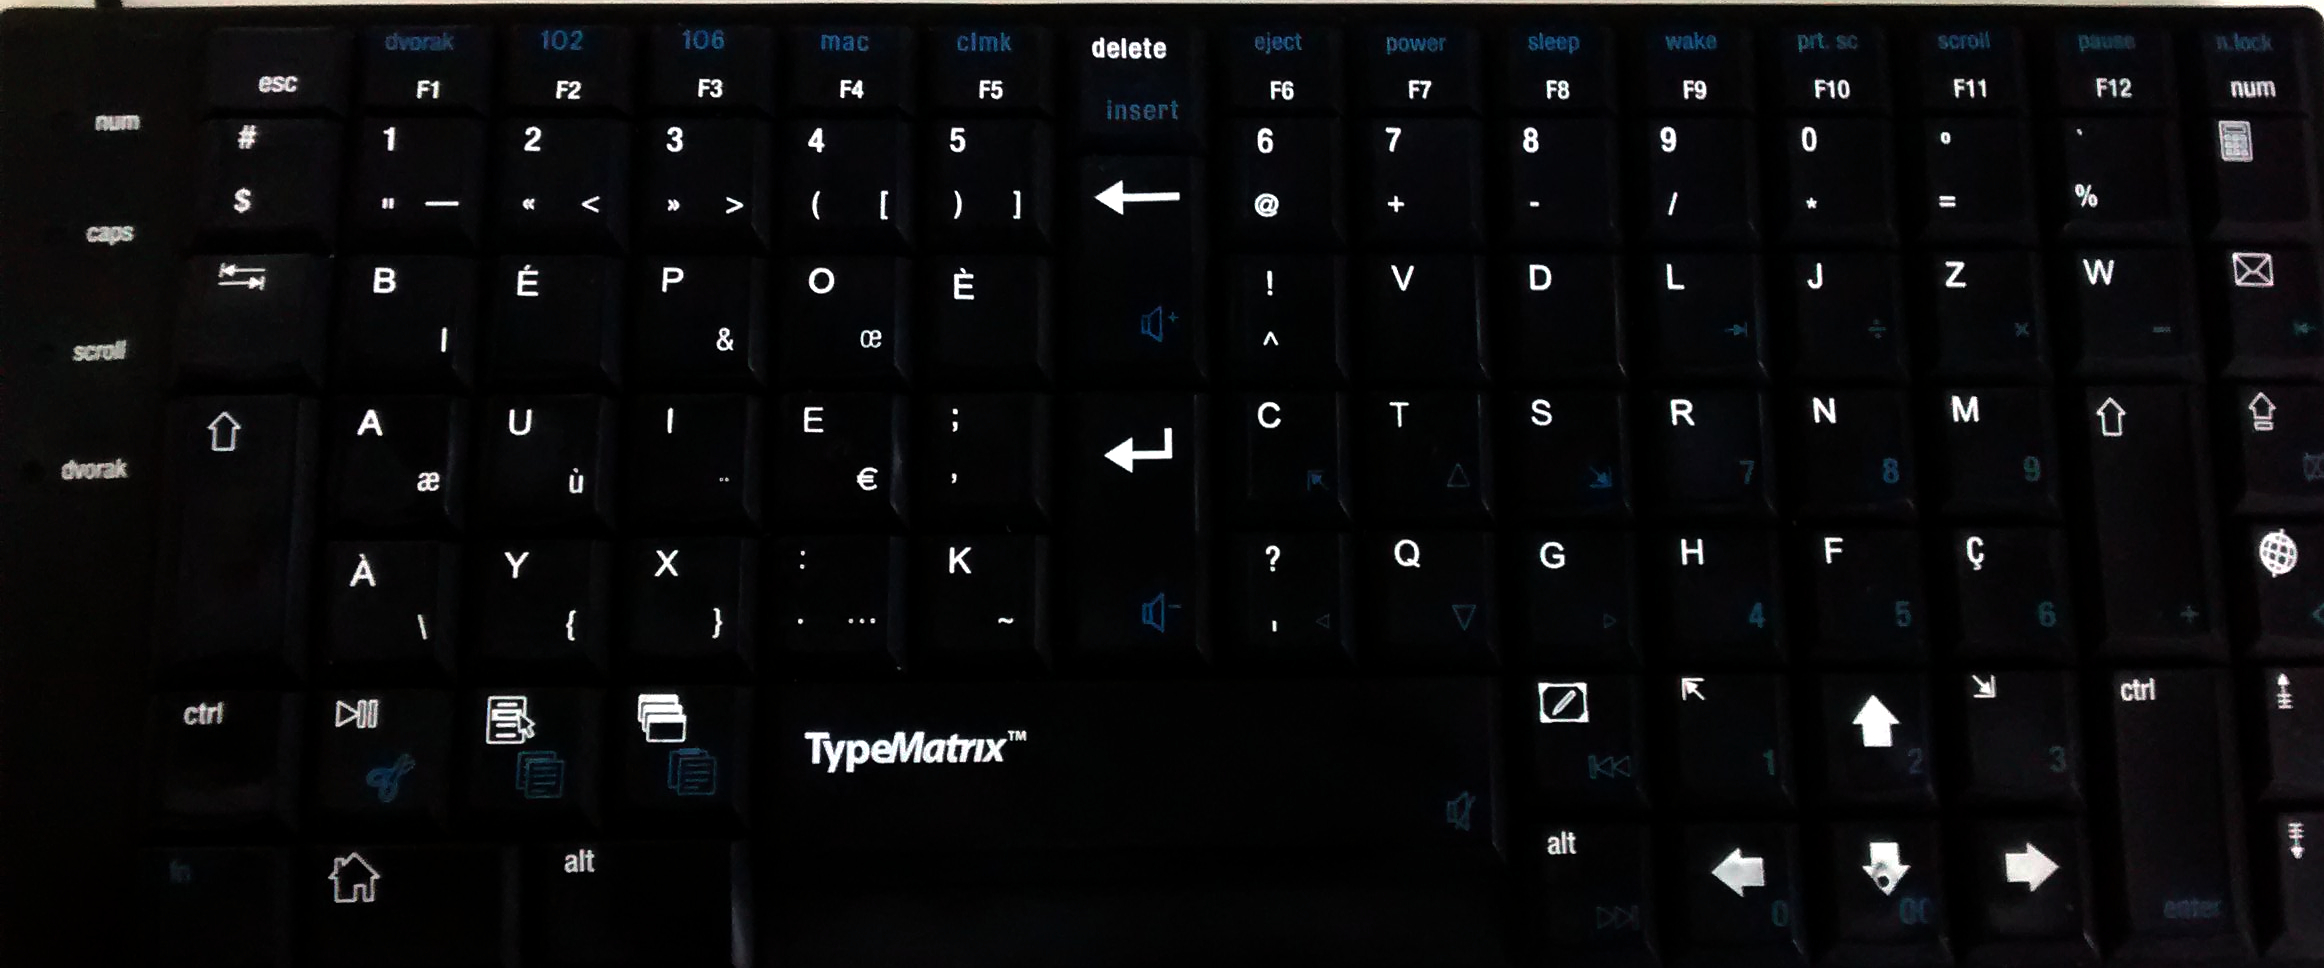 dvorak 102 106 mac clmk delete eject power sleep wake prt. sc scroll pause n.lock
esc F1 F2 F3 F4 F5 insert F6 F7 F8 F9 F10 F11 F12 num
num # 1 2 3 4 5 6 7 8 9 0 ° `
$ " — « < » > ( [ ) ] @ + - / * = %
caps
B É P O È ! V D L J Z W
| & œ ^ ÷ × −
scroll
A U I E ; C T S R N M
dvorak æ ù ¨ € , 7 8 9
À Y X : K ? Q G H F Ç
\ { } . … ~ ' 4 5 6 +
ctrl TypeMatrix™ ctrl
1 2 3
fn alt alt
0 00 enter